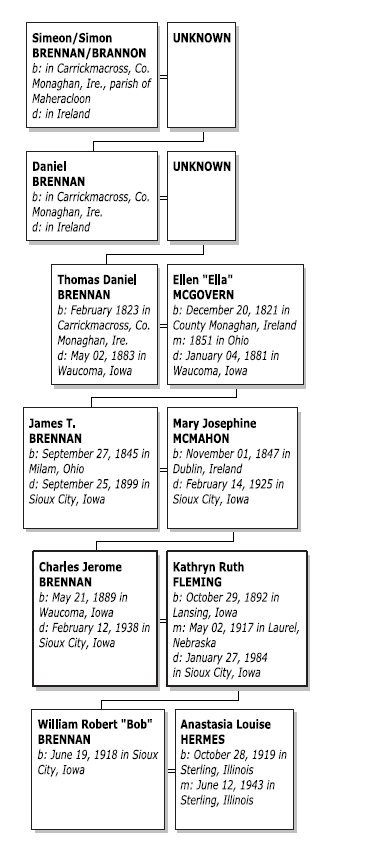 Simeon/Simon
BRENNAN/BRANNON
b: in Carrickmacross, Co.
Monaghan, Ire., parish of
Maheracloon
d: in Ireland
UNKNOWN
Daniel
BRENNAN
b: in Carrickmacross, Co.
Monaghan, Ire.
d: in Ireland
UNKNOWN
Thomas Daniel
BRENNAN
b: February 1823 in
Carrickmacross, Co.
Monaghan, Ire.
d: May 02, 1883 in
Waucoma, Iowa
Ellen "Ella"
MCGOVERN
b: December 20, 1821 in
County Monaghan, Ireland
m: 1851 in Ohio
d: January 04, 1881 in
Waucoma, Iowa
James T.
BRENNAN
b: September 27, 1845 in
Milam, Ohio
d: September 25, 1899 in
Sioux City, Iowa
Mary Josephine
MCMAHON
b: November 01, 1847 in
Dublin, Ireland
d: February 14, 1925 in
Sioux City, Iowa
Charles Jerome
BRENNAN
b: May 21, 1889 in
Waucoma, Iowa
d: February 12, 1938 in
Sioux City, Iowa
Kathryn Ruth
FLEMING
b: October 29, 1892 in
Lansing, Iowa
m: May 02, 1917 in Laurel,
Nebraska
d: January 27, 1984
in Sioux City, Iowa
William Robert "Bob"
BRENNAN
b: June 19, 1918 in Sioux
City, Iowa
Anastasia Louise
HERMES
b: October 28, 1919 in
Sterling, Illinois
m: June 12, 1943 in
Sterling, Illinois